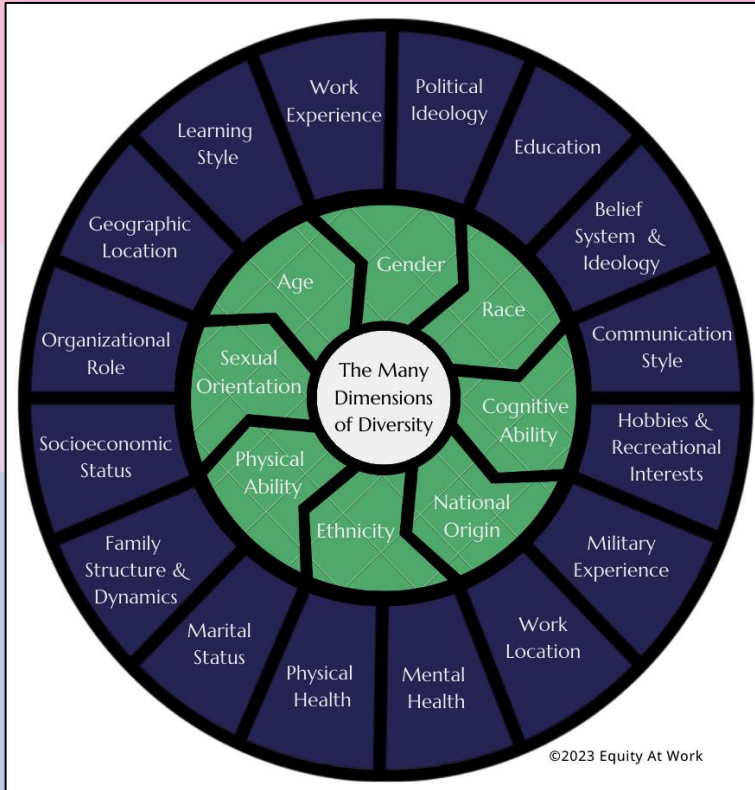 The Many
Dimensions
of Diversity
Gender
Race
Cognitive
Ability
National
Origin
Ethnicity
Physical
Ability
Sexual
Orientation
Age
Political
Ideology
Education
Belief
System &
Ideology
Communication
Style
Hobbies &
Recreational
Interests
Military
Experience
Work
Location
Mental
Health
Physical
Health
Marital
Status
Family
Structure &
Dynamics
Socioeconomic
Status
Organizational
Role
Geographic
Location
Learning
Style
Work
Experience
©2023 Equity At Work